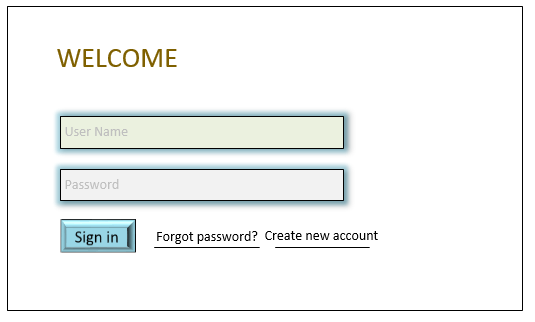 WELCOME
User Name
Password
Sign in Forgot password? Create new account